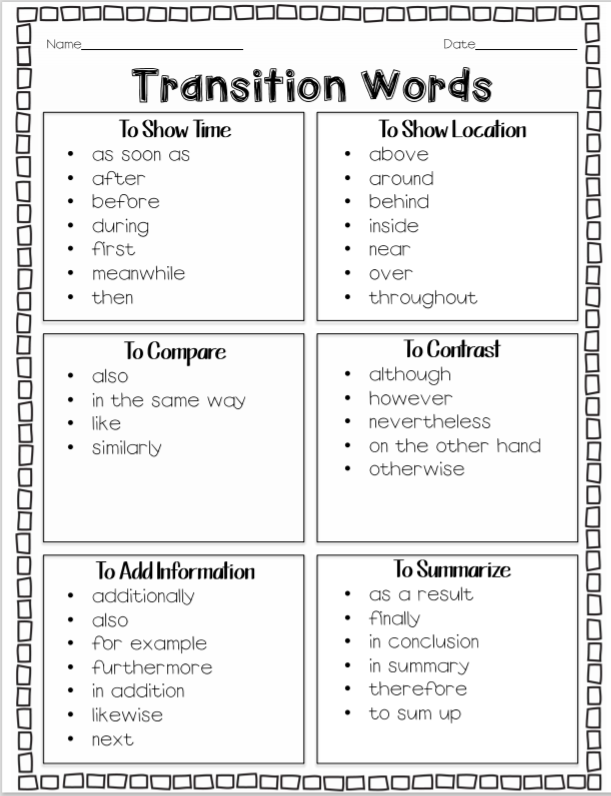 Name Date
Transition Words
To Show Time
• as soon as
• after
• before
• during
• first
• meanwhile
• then
To Show Location
• above
• around
• behind
• inside
• near
• over
• throughout
To Compare
• also
• in the same way
• like
• similarly
To Contrast
• although
• however
• nevertheless
• on the other hand
• otherwise
To Add Information
• additionally
• also
• for example
• furthermore
• in addition
• likewise
• next
To Summarize
• as a result
• finally
• in conclusion
• in summary
• therefore
• to sum up